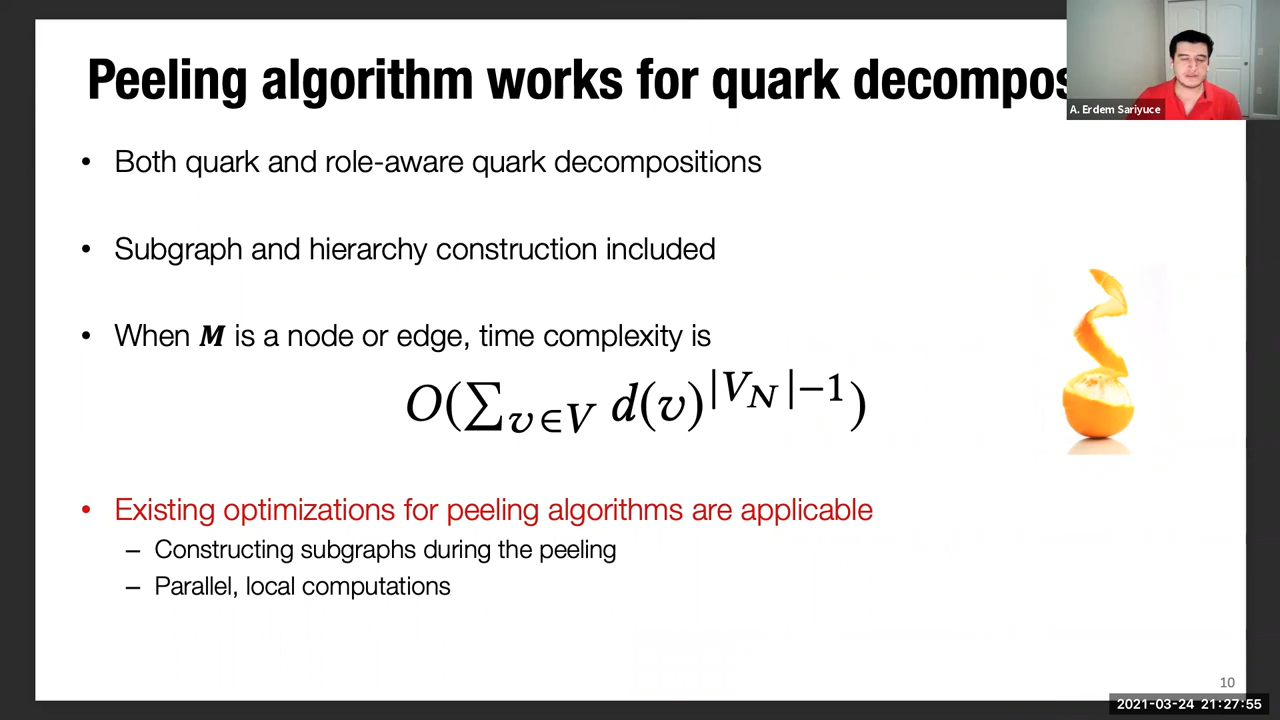 Peeling algorithm works for quark decompos
A. Erdem Sariyuce
• Both quark and role-aware quark decompositions
• Subgraph and hierarchy construction included
• When M is a node or edge, time complexity is
O(∑_{v∈V} d(v)^{|V_N|−1})
• Existing optimizations for peeling algorithms are applicable
– Constructing subgraphs during the peeling
– Parallel, local computations
10
2021-03-24 21:27:55